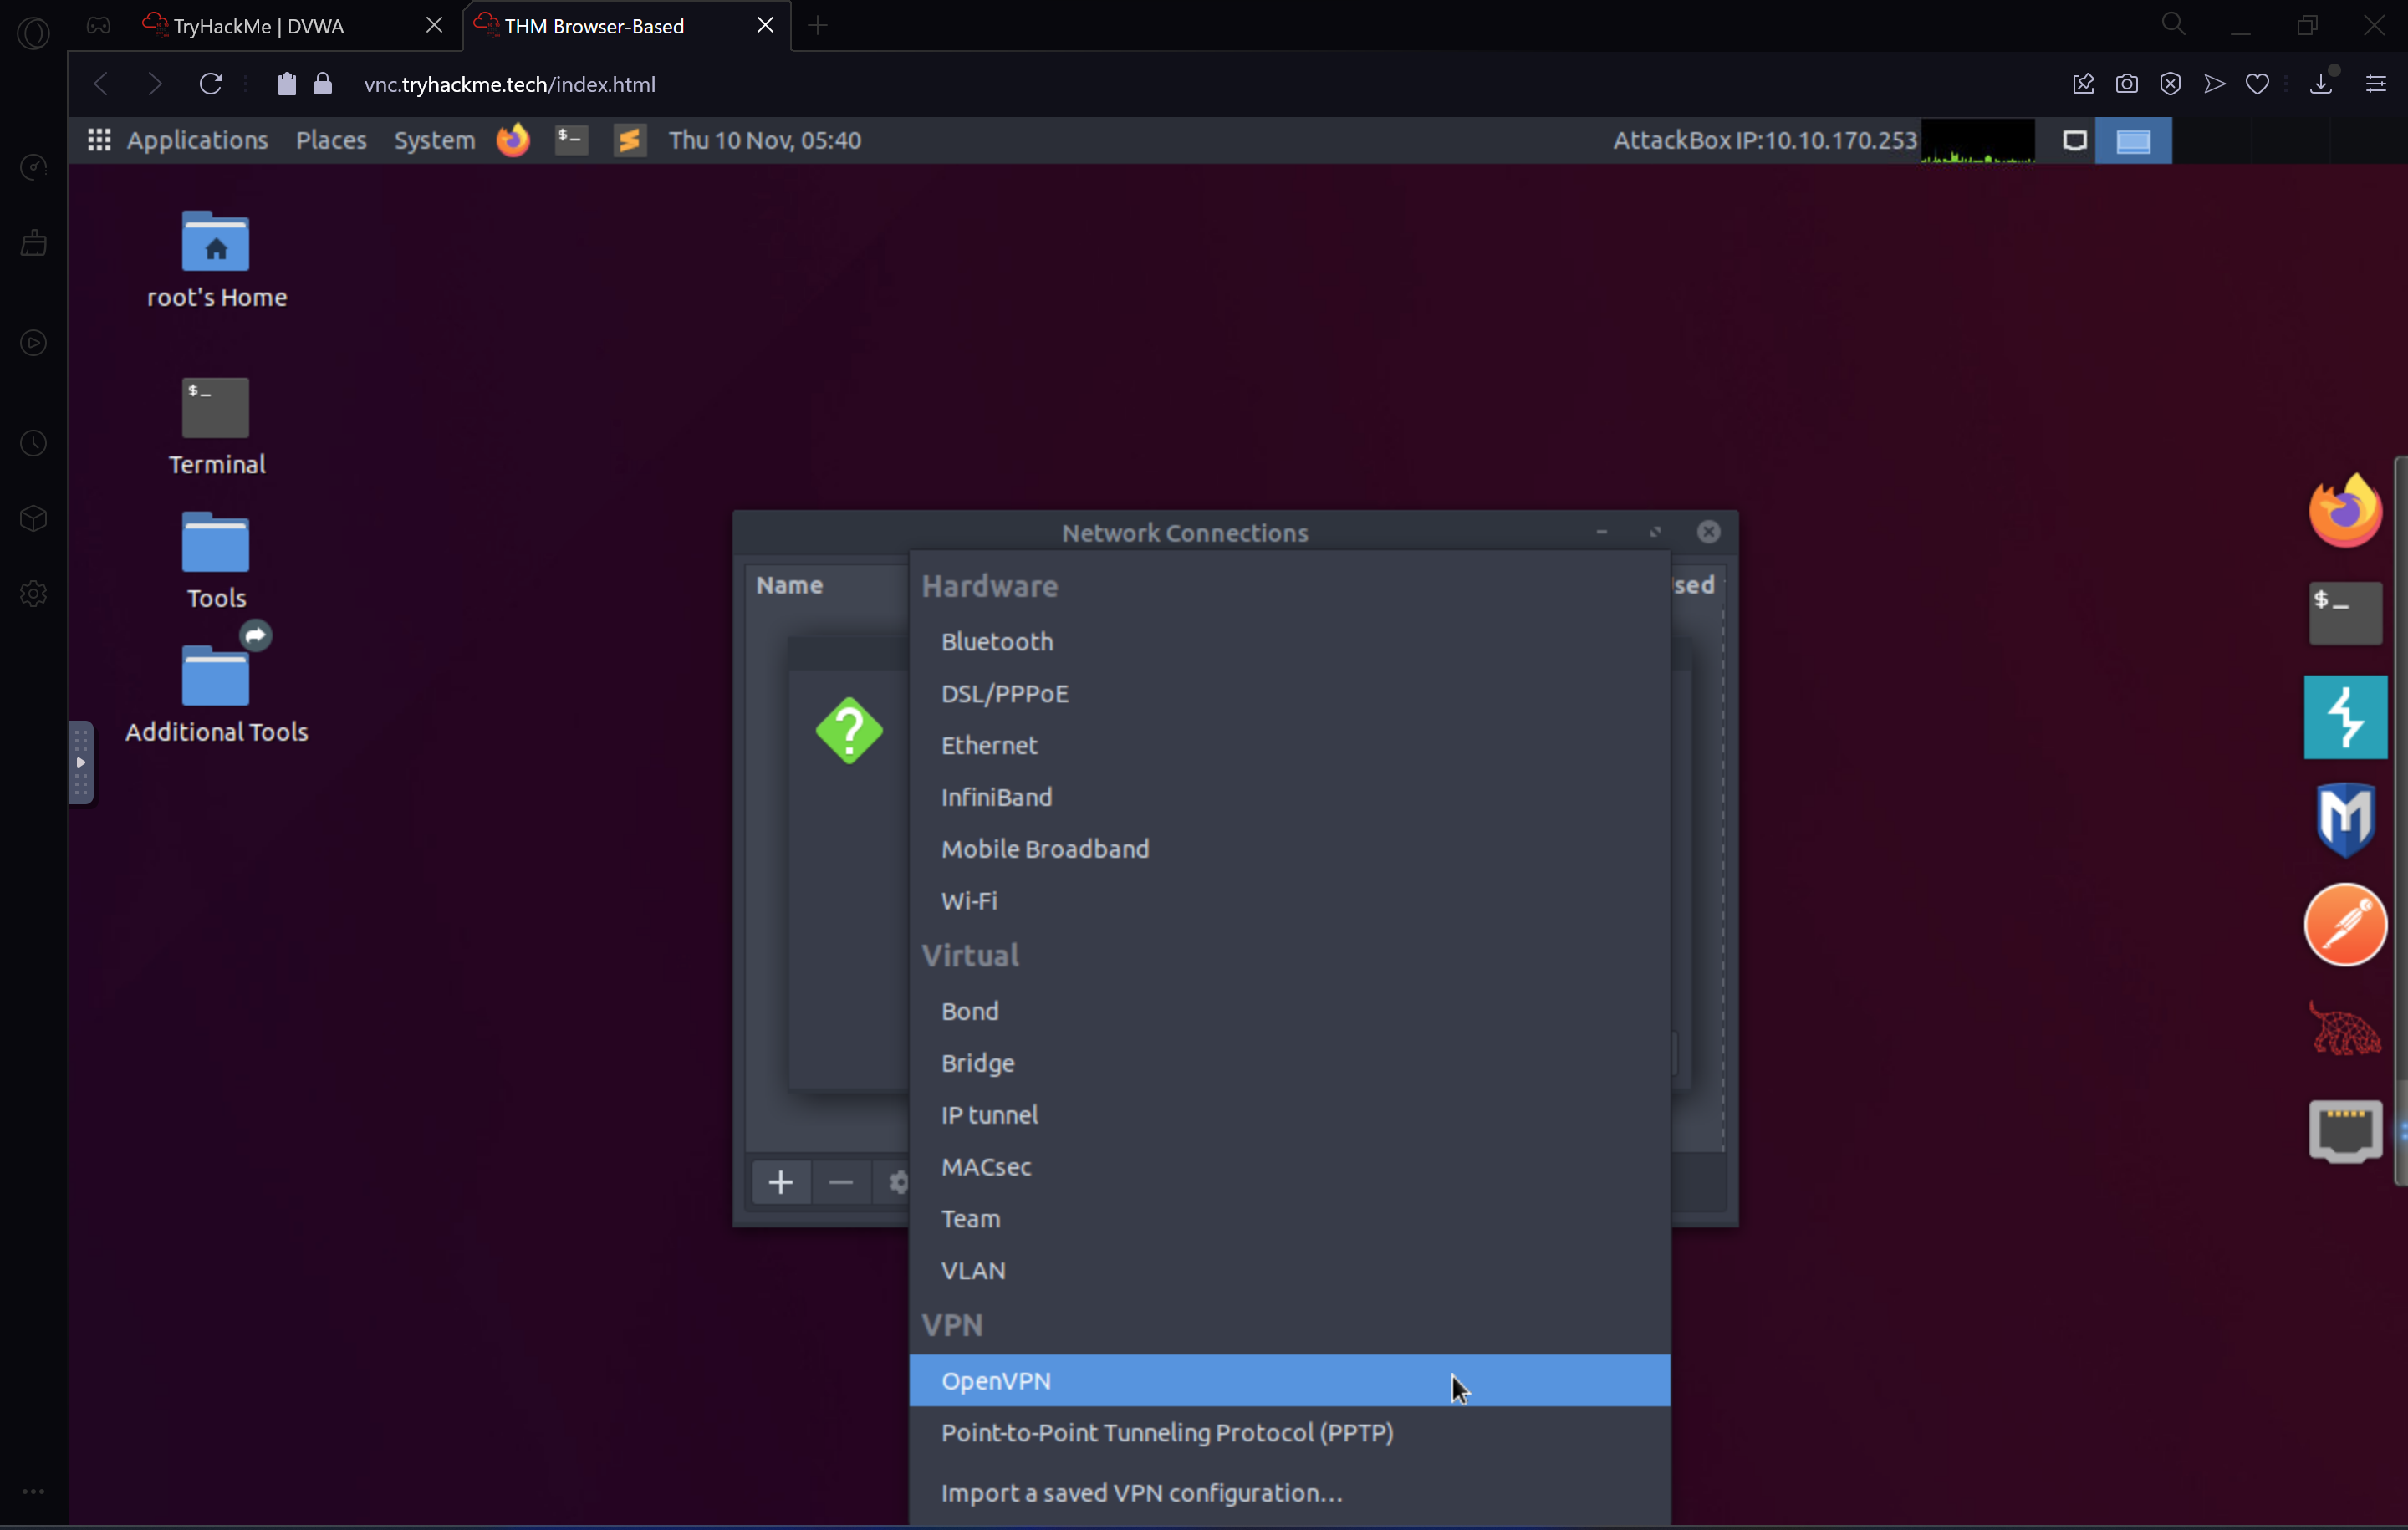 TryHackMe | DVWA
THM Browser-Based
vnc.tryhackme.tech/index.html
Applications Places System $_ Thu 10 Nov, 05:40 AttackBox IP:10.10.170.253
root's Home
$_
Terminal
Tools
Additional Tools
Network Connections
Name
sed
Hardware
Bluetooth
DSL/PPPoE
Ethernet
InfiniBand
Mobile Broadband
Wi-Fi
Virtual
Bond
Bridge
IP tunnel
MACsec
Team
VLAN
VPN
OpenVPN
Point-to-Point Tunneling Protocol (PPTP)
Import a saved VPN configuration...
$_